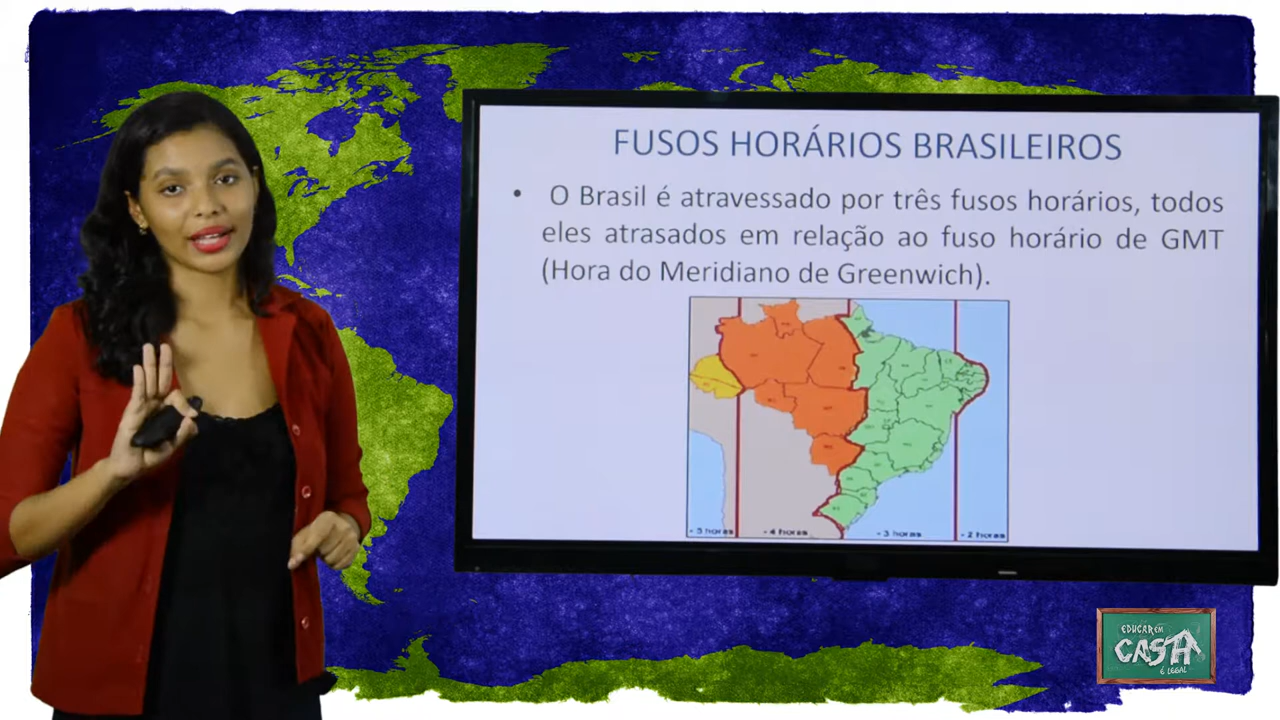 FUSOS HORÁRIOS BRASILEIROS
• O Brasil é atravessado por três fusos horários, todos
eles atrasados em relação ao fuso horário de GMT
(Hora do Meridiano de Greenwich).
- 5 horas - 4 horas - 3 horas - 2 horas
EDUCAR EM
CASA
É LEGAL